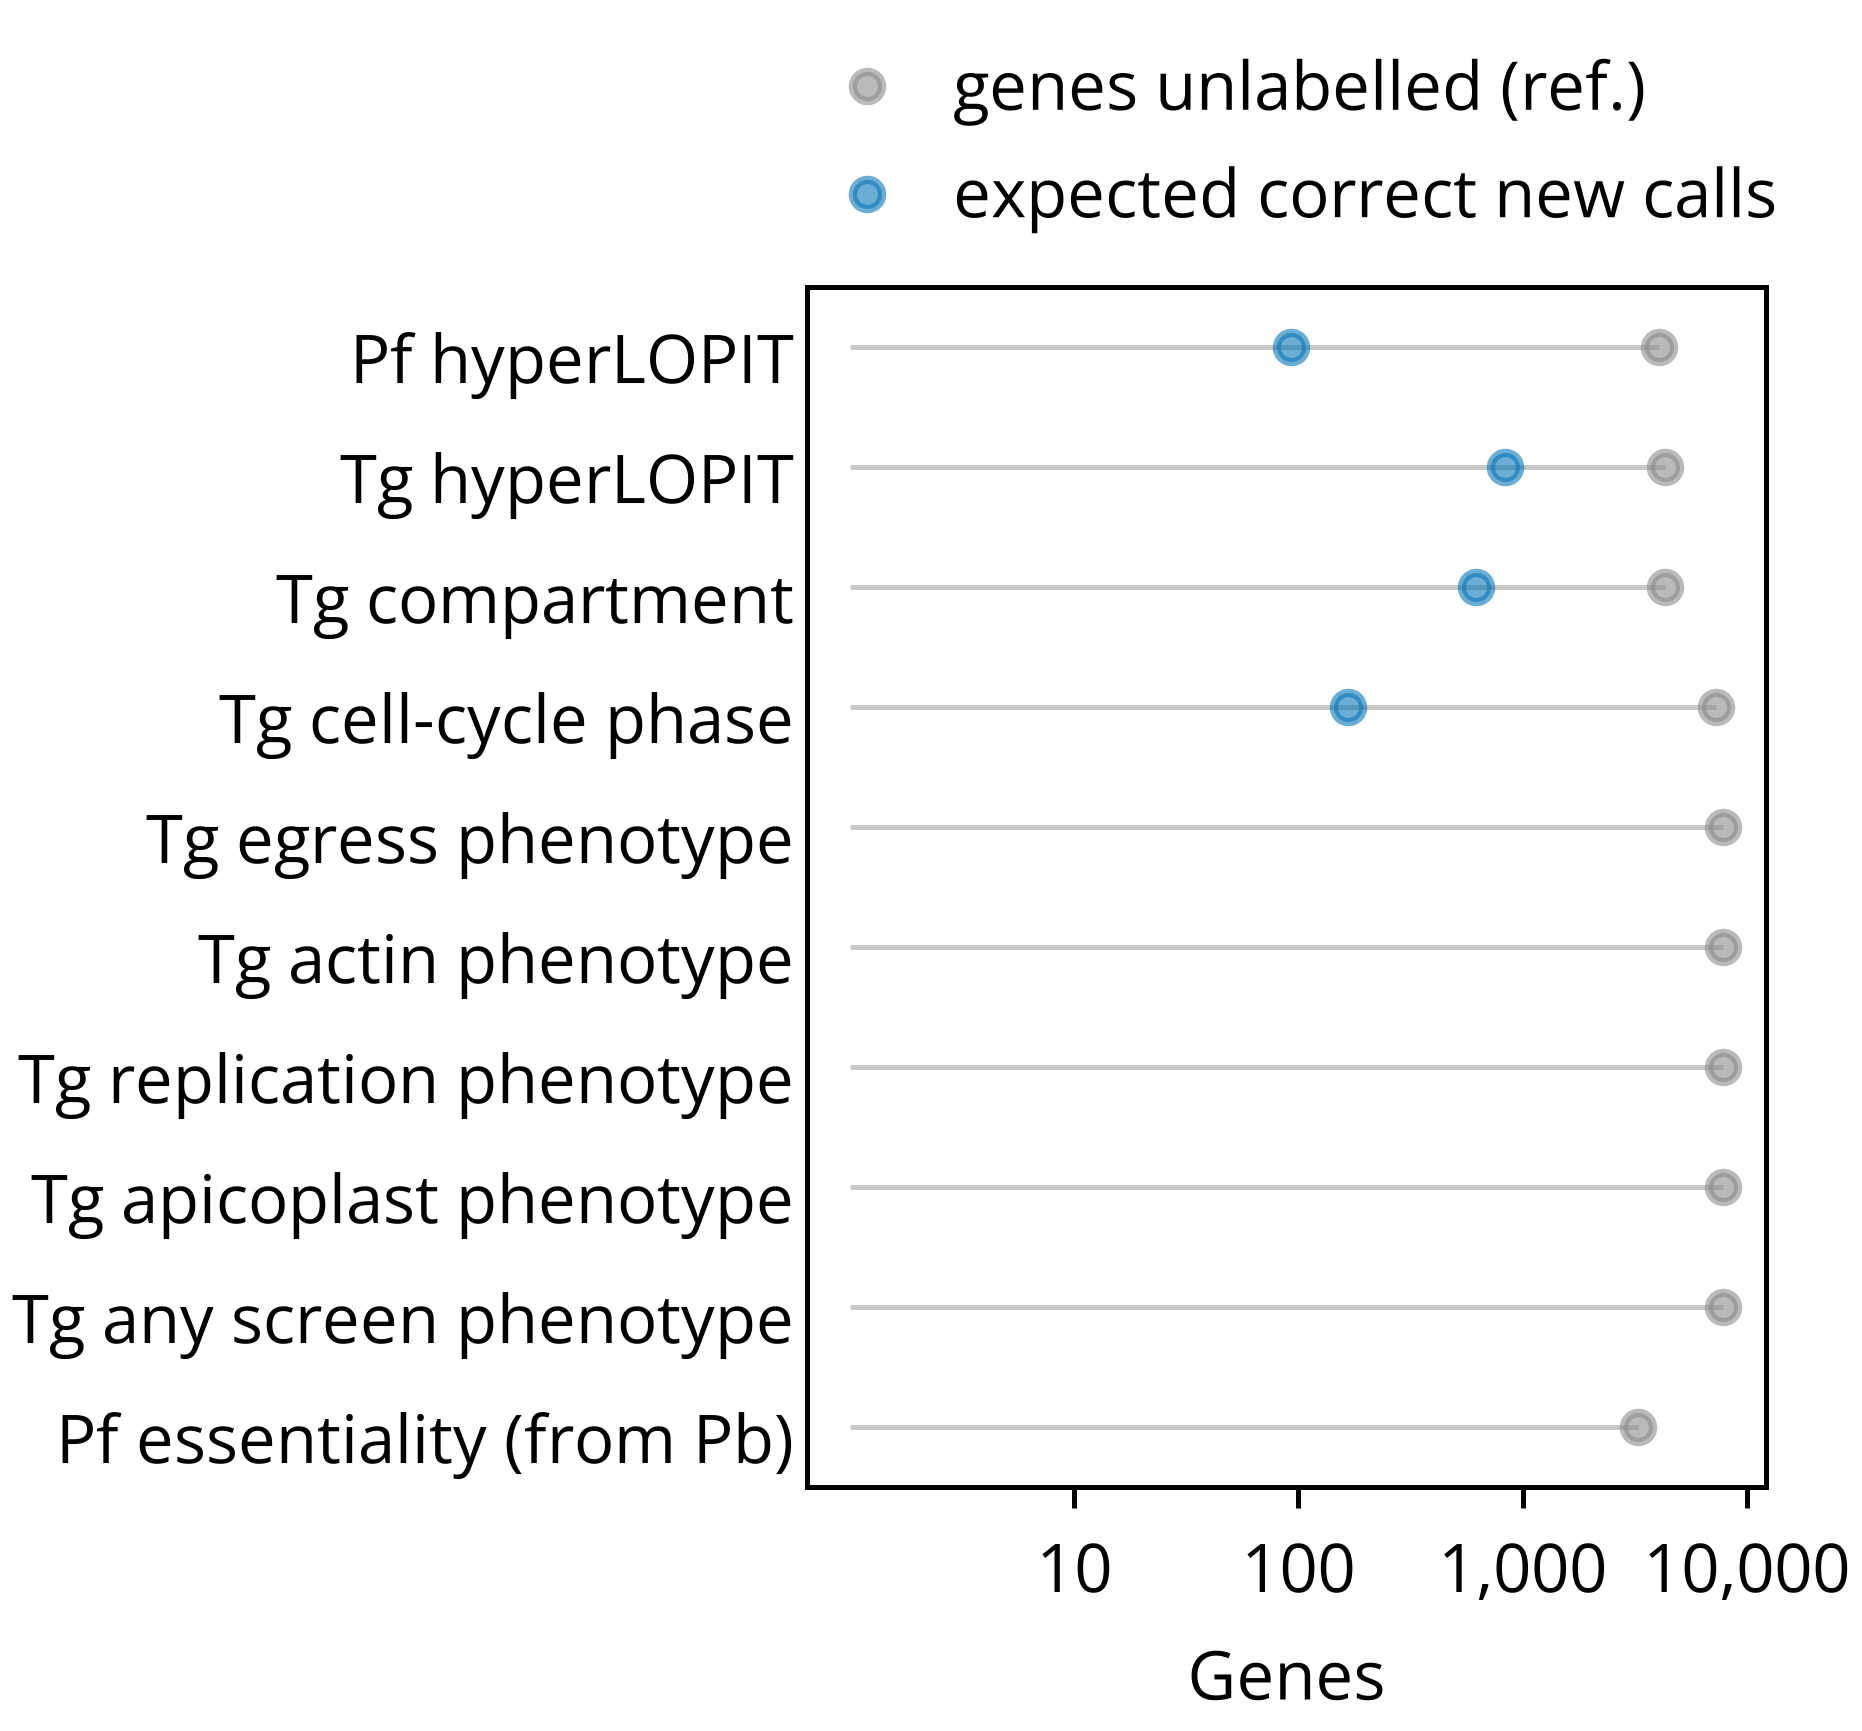 genes unlabelled (ref.)
expected correct new calls
Pf hyperLOPIT
Tg hyperLOPIT
Tg compartment
Tg cell-cycle phase
Tg egress phenotype
Tg actin phenotype
Tg replication phenotype
Tg apicoplast phenotype
Tg any screen phenotype
Pf essentiality (from Pb)
10 100 1,000 10,000
Genes